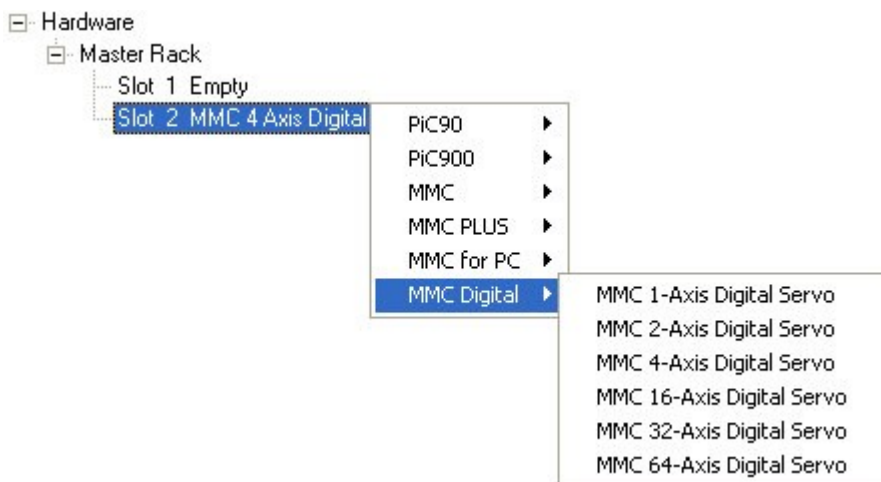 Hardware
Master Rack
Slot 1 Empty
Slot 2 MMC 4 Axis Digital
PiC90
PiC900
MMC
MMC PLUS
MMC for PC
MMC Digital
MMC 1-Axis Digital Servo
MMC 2-Axis Digital Servo
MMC 4-Axis Digital Servo
MMC 16-Axis Digital Servo
MMC 32-Axis Digital Servo
MMC 64-Axis Digital Servo